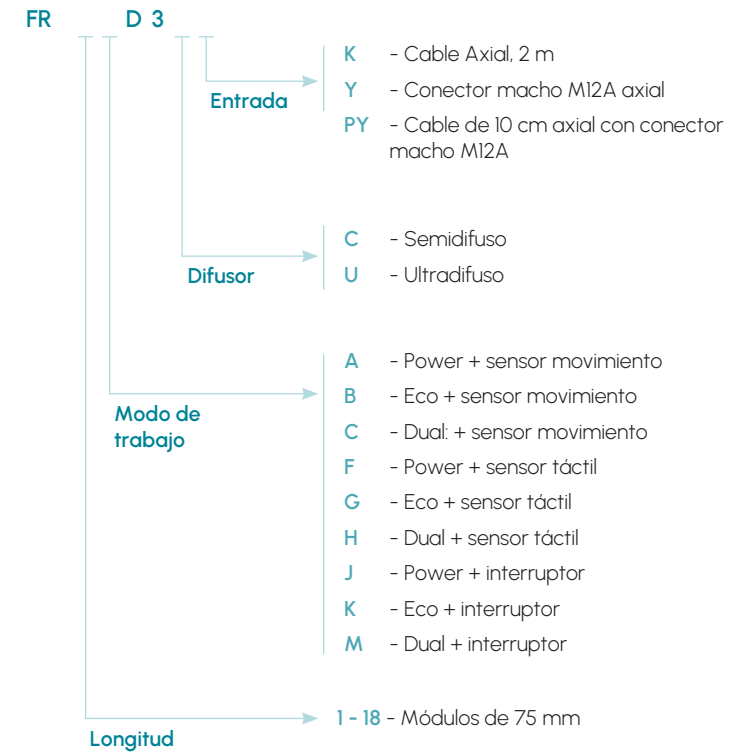 FR D 3
Entrada
K - Cable Axial, 2 m
Y - Conector macho M12A axial
PY - Cable de 10 cm axial con conector
macho M12A
Difusor
C - Semidifuso
U - Ultradifuso
Modo de
trabajo
A - Power + sensor movimiento
B - Eco + sensor movimiento
C - Dual: + sensor movimiento
F - Power + sensor táctil
G - Eco + sensor táctil
H - Dual + sensor táctil
J - Power + interruptor
K - Eco + interruptor
M - Dual + interruptor
Longitud
1 - 18 - Módulos de 75 mm